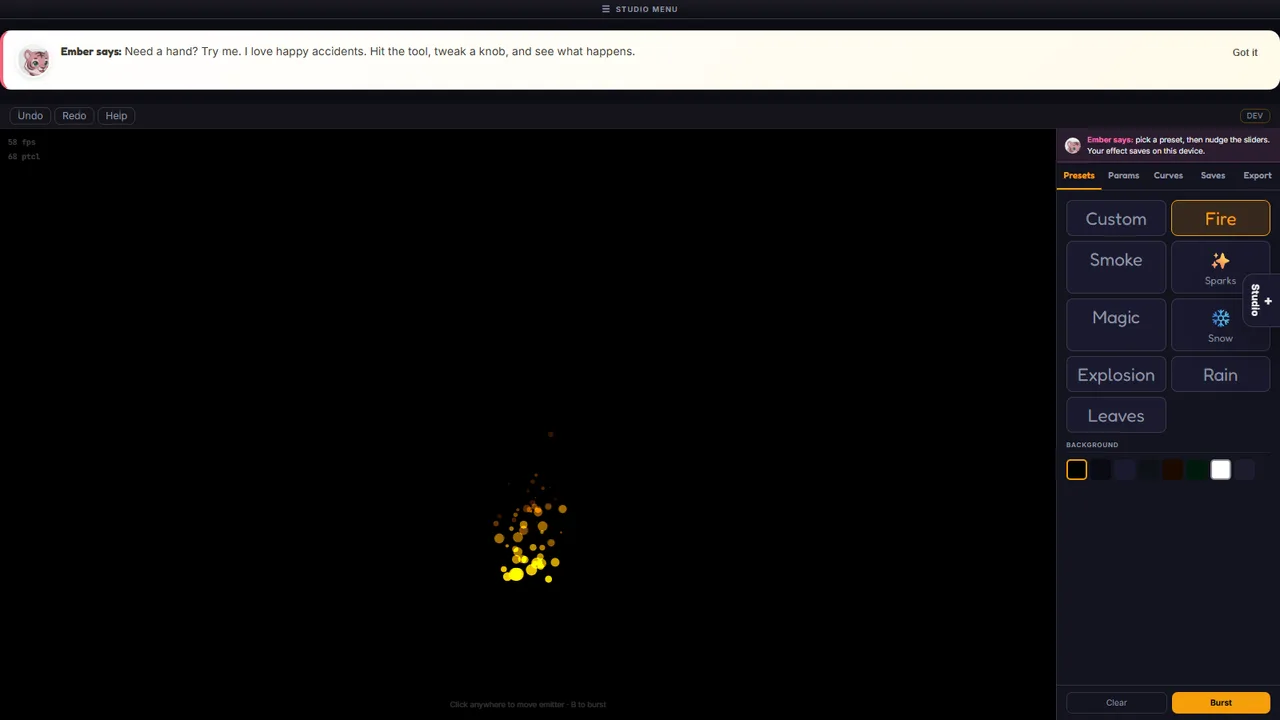 ☰ STUDIO MENU
Ember says: Need a hand? Try me. I love happy accidents. Hit the tool, tweak a knob, and see what happens.
Got it
Undo
Redo
Help
DEV
58 fps
68 ptcl
Ember says: pick a preset, then nudge the sliders.
Your effect saves on this device.
Presets
Params
Curves
Saves
Export
Custom
Fire
Smoke
✨
Sparks
+ Studio
Magic
❄
Snow
Explosion
Rain
Leaves
BACKGROUND
Click anywhere to move emitter · B to burst
Clear
Burst